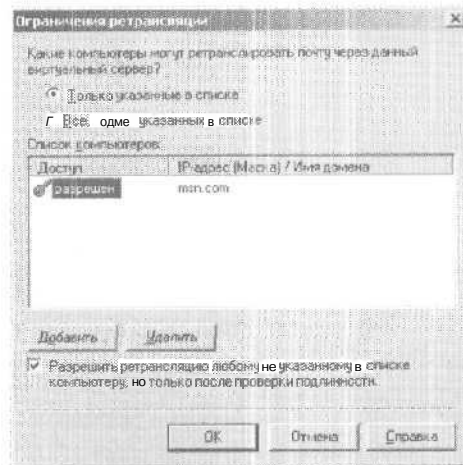 Ограничения ретрансляции
Какие компьютеры могут ретранслировать почту через данный
виртуальный сервер?
Только указанные в списке
Г Все, одме указанных в списке
Список компьютеров:
Доступ IP-адрес (Маска) / Имя домена
разрешен msn.com
Добавить Удалить
Разрешить ретрансляцию любому не указанному в списке
компьютеру, но только после проверки подлинности.
OK Отмена Справка